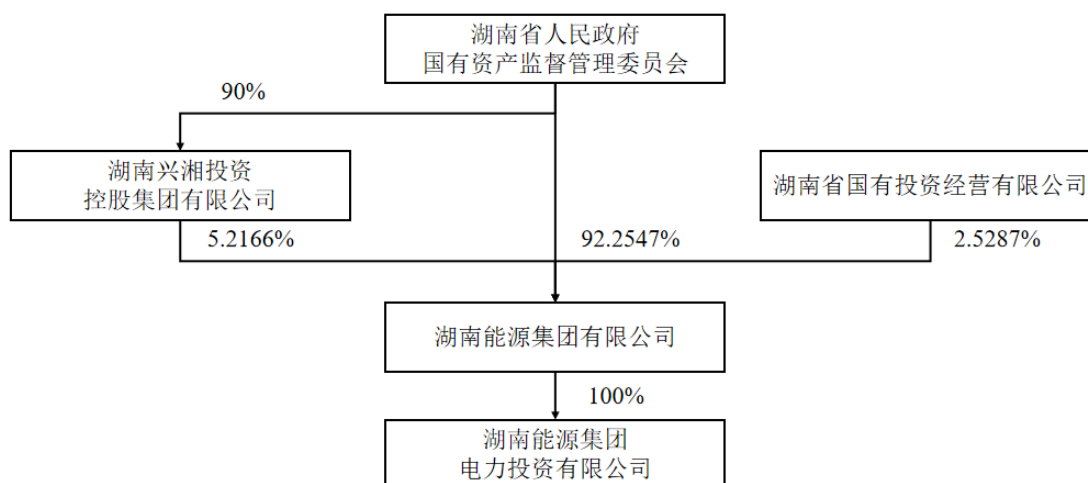 湖南省人民政府
国有资产监督管理委员会
90%
湖南兴湘投资
控股集团有限公司
湖南省国有投资经营有限公司
5.2166%
92.2547%
2.5287%
湖南能源集团有限公司
100%
湖南能源集团
电力投资有限公司